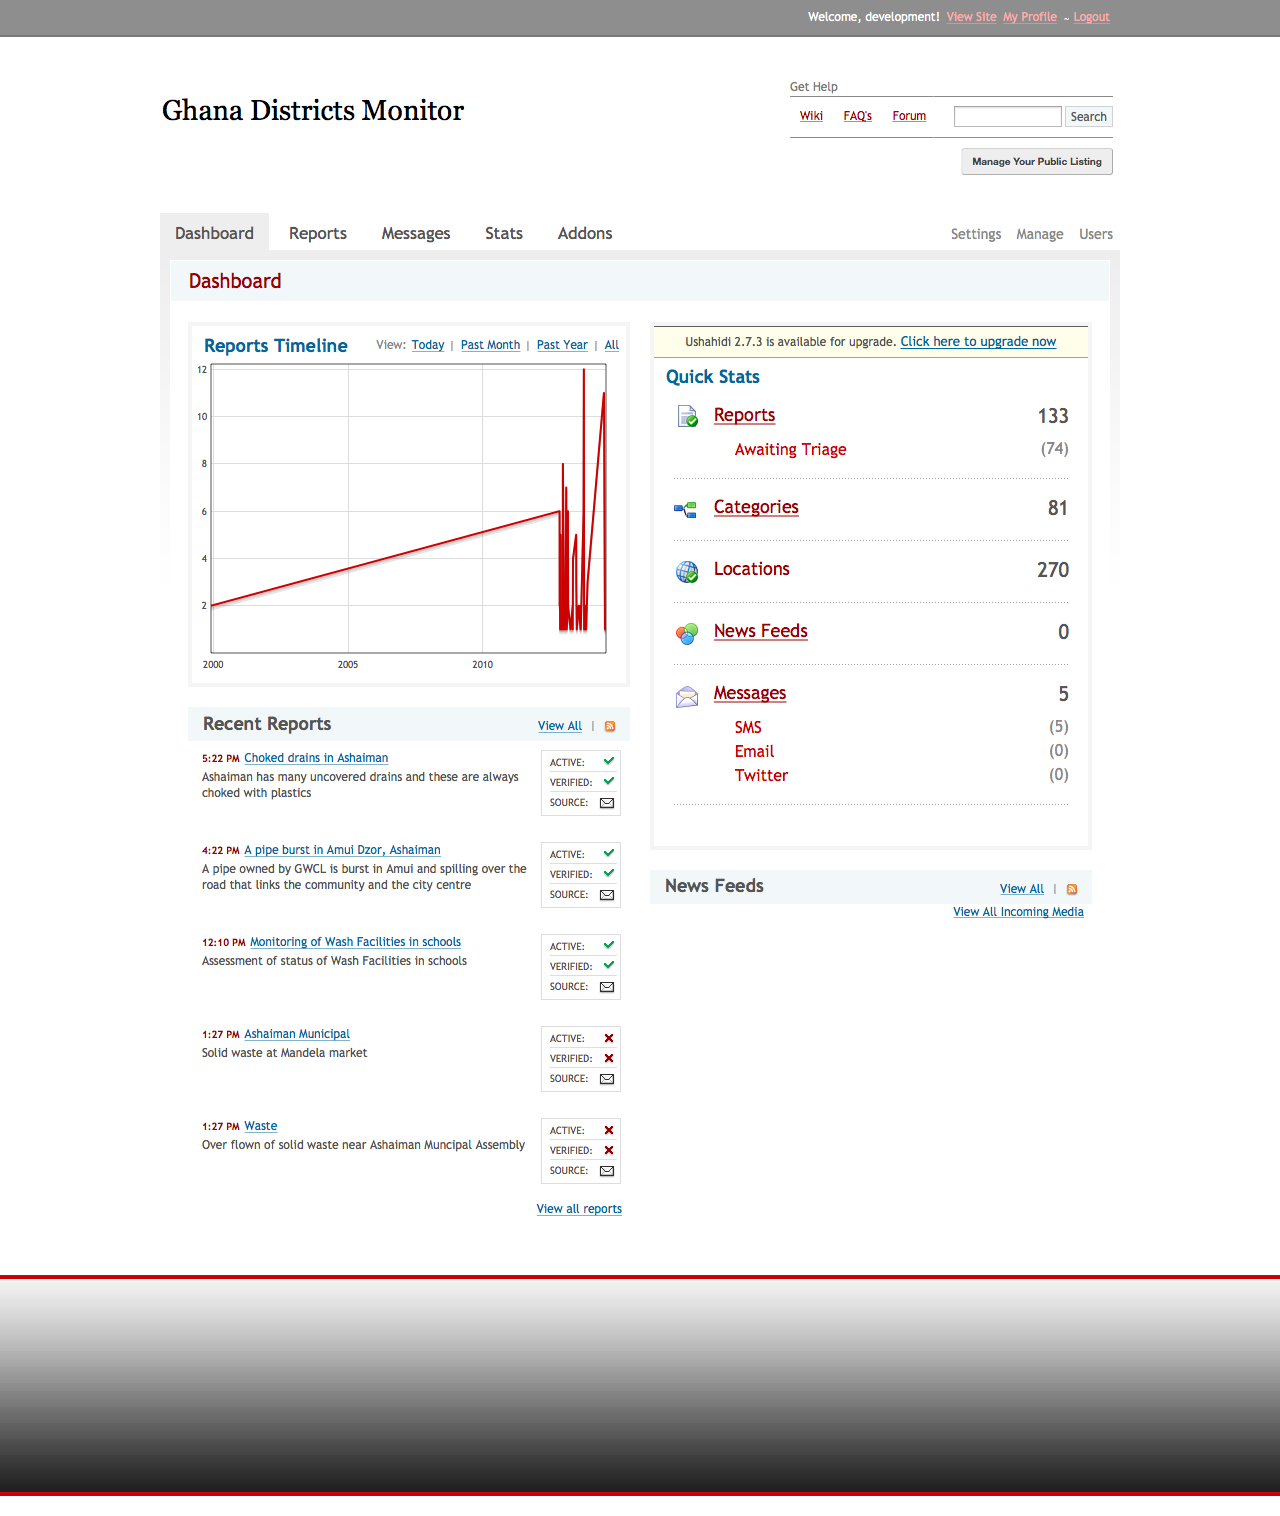 Welcome, development! View Site My Profile ~ Logout
Ghana Districts Monitor
Get Help
Wiki FAQ's Forum Search
Manage Your Public Listing
Dashboard Reports Messages Stats Addons Settings Manage Users
Dashboard
Reports Timeline View: Today | Past Month | Past Year | All
12
10
8
6
4
2
2000 2005 2010
Recent Reports View All |
5:22 PM Choked drains in Ashaiman
Ashaiman has many uncovered drains and these are always
choked with plastics
ACTIVE:
VERIFIED:
SOURCE:
4:22 PM A pipe burst in Amui Dzor, Ashaiman
A pipe owned by GWCL is burst in Amui and spilling over the
road that links the community and the city centre
ACTIVE:
VERIFIED:
SOURCE:
12:10 PM Monitoring of Wash Facilities in schools
Assessment of status of Wash Facilities in schools
ACTIVE:
VERIFIED:
SOURCE:
1:27 PM Ashaiman Municipal
Solid waste at Mandela market
ACTIVE:
VERIFIED:
SOURCE:
1:27 PM Waste
Over flown of solid waste near Ashaiman Muncipal Assembly
ACTIVE:
VERIFIED:
SOURCE:
View all reports
Ushahidi 2.7.3 is available for upgrade. Click here to upgrade now
Quick Stats
Reports 133
Awaiting Triage (74)
Categories 81
Locations 270
News Feeds 0
Messages 5
SMS (5)
Email (0)
Twitter (0)
News Feeds View All |
View All Incoming Media